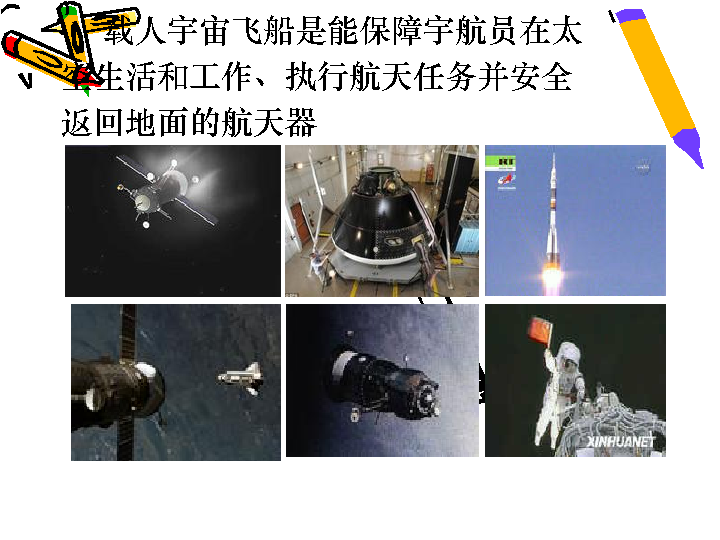 载人宇宙飞船是能保障宇航员在太
空生活和工作、执行航天任务并安全
返回地面的航天器
RT
XINHUANET